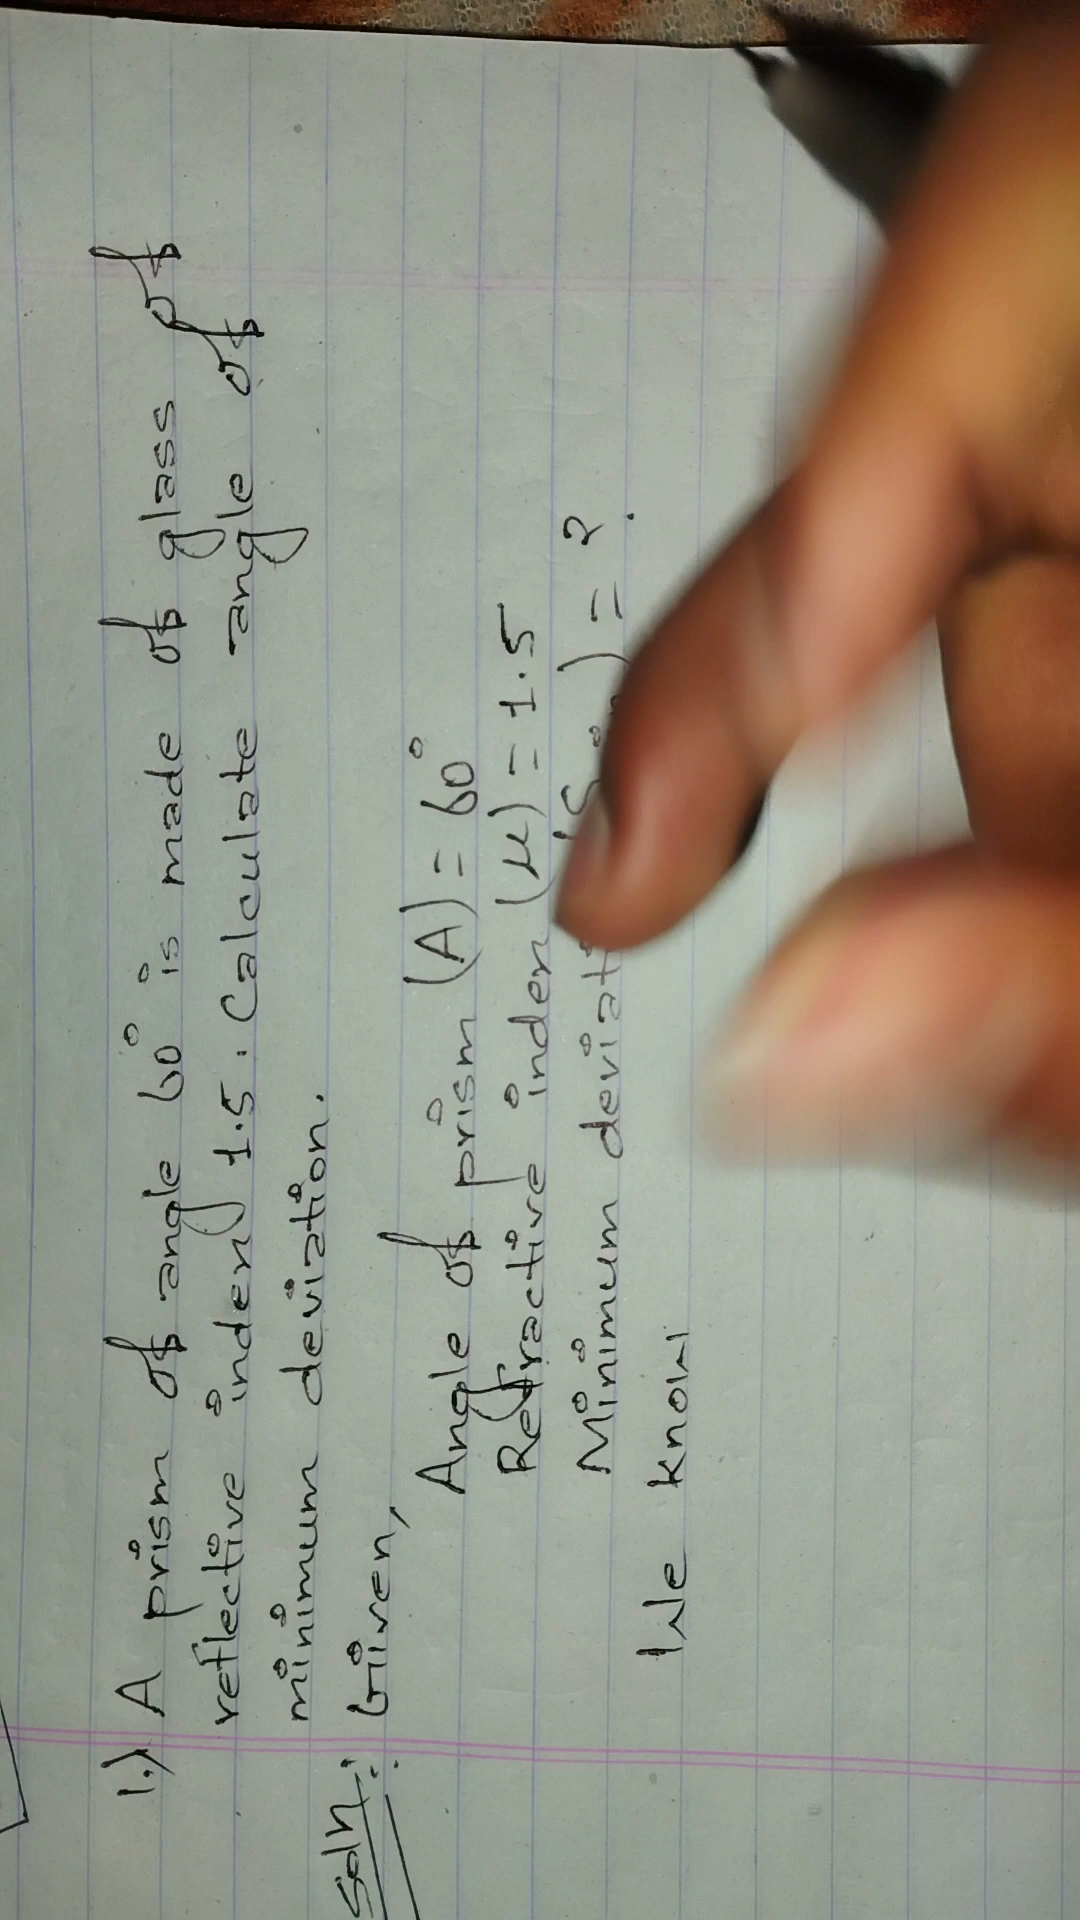 1.) A prism of angle 60° is made of glass of
reflective index 1.5. Calculate angle of
minimum deviation.
Soln: Given,
Angle of prism (A) = 60°
Refractive index (μ) = 1.5
Minimum = ?
We know